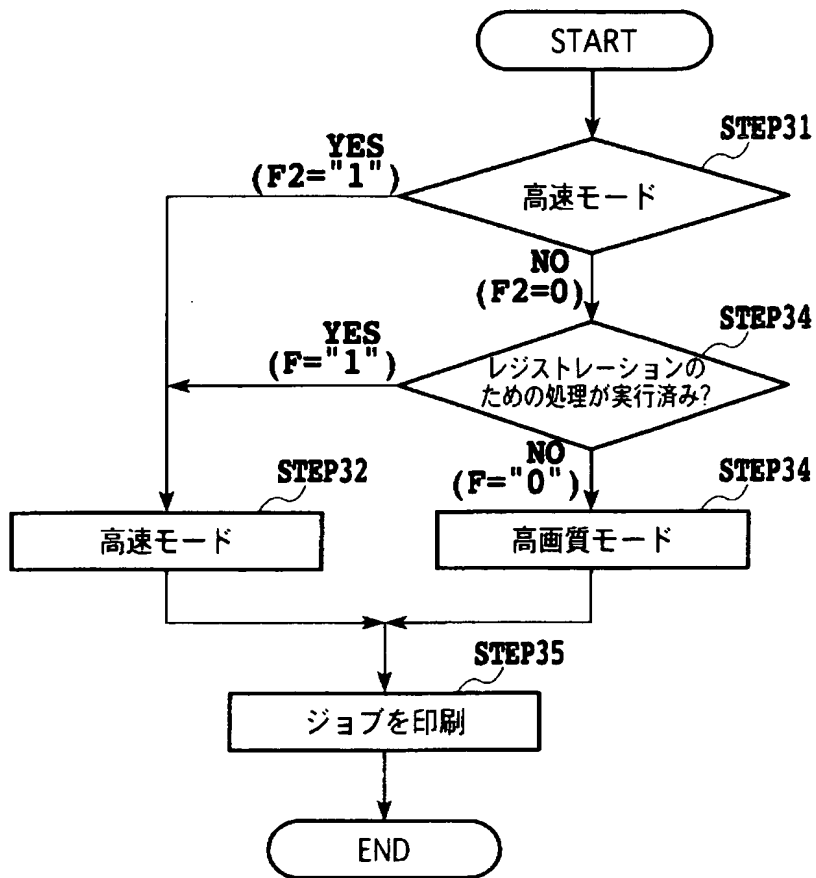 START
STEP31
YES
(F2="1")
高速モード
NO
(F2=0)
STEP34
YES
(F="1")
レジストレーションの
ための処理が実行済み?
NO
(F="0")
STEP32
STEP34
高速モード
高画質モード
STEP35
ジョブを印刷
END